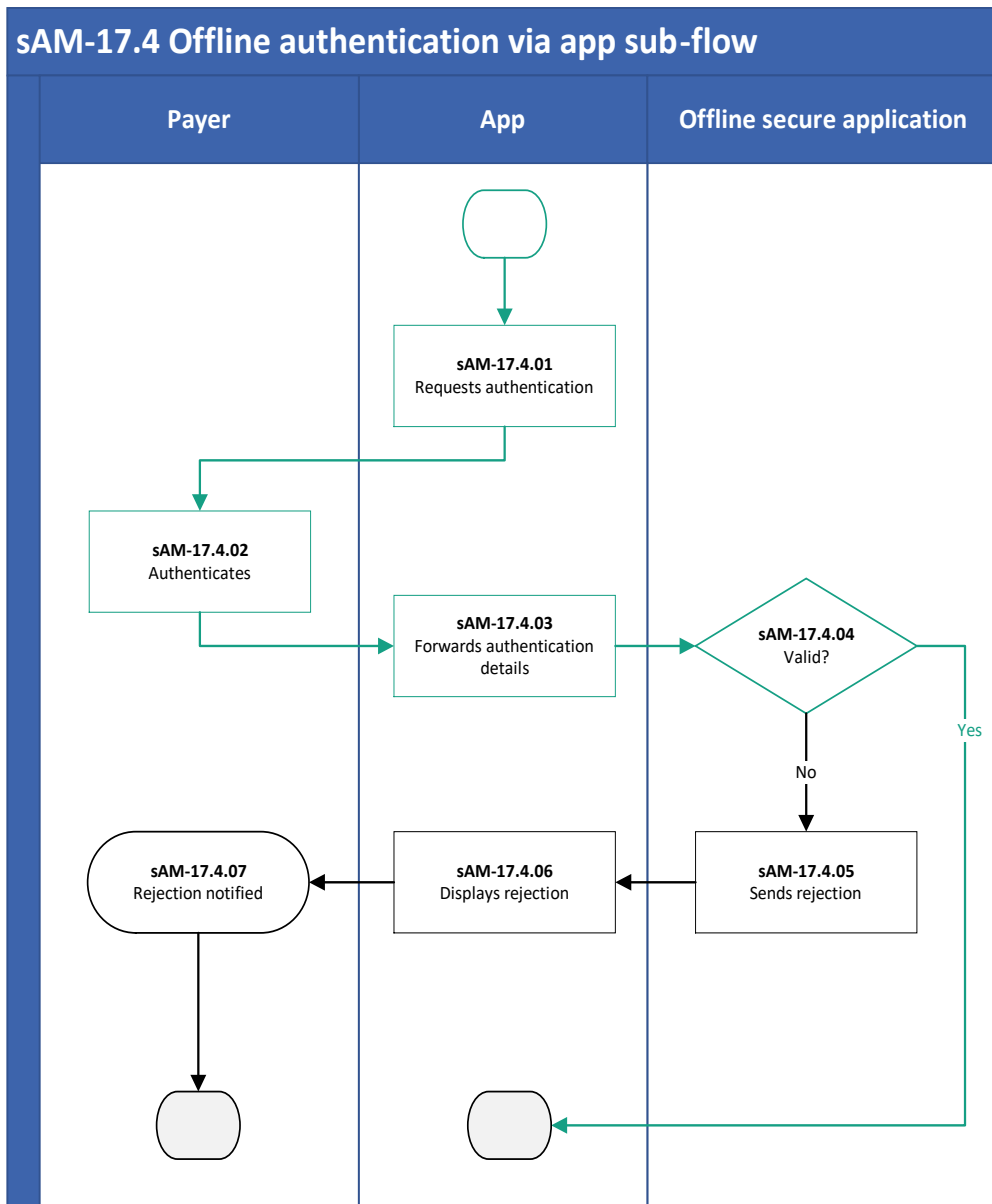 sAM-17.4 Offline authentication via app sub-flow
Payer
App
Offline secure application
sAM-17.4.01
Requests authentication
sAM-17.4.02
Authenticates
sAM-17.4.03
Forwards authentication
details
sAM-17.4.04
Valid?
Yes
No
sAM-17.4.07
Rejection notified
sAM-17.4.06
Displays rejection
sAM-17.4.05
Sends rejection